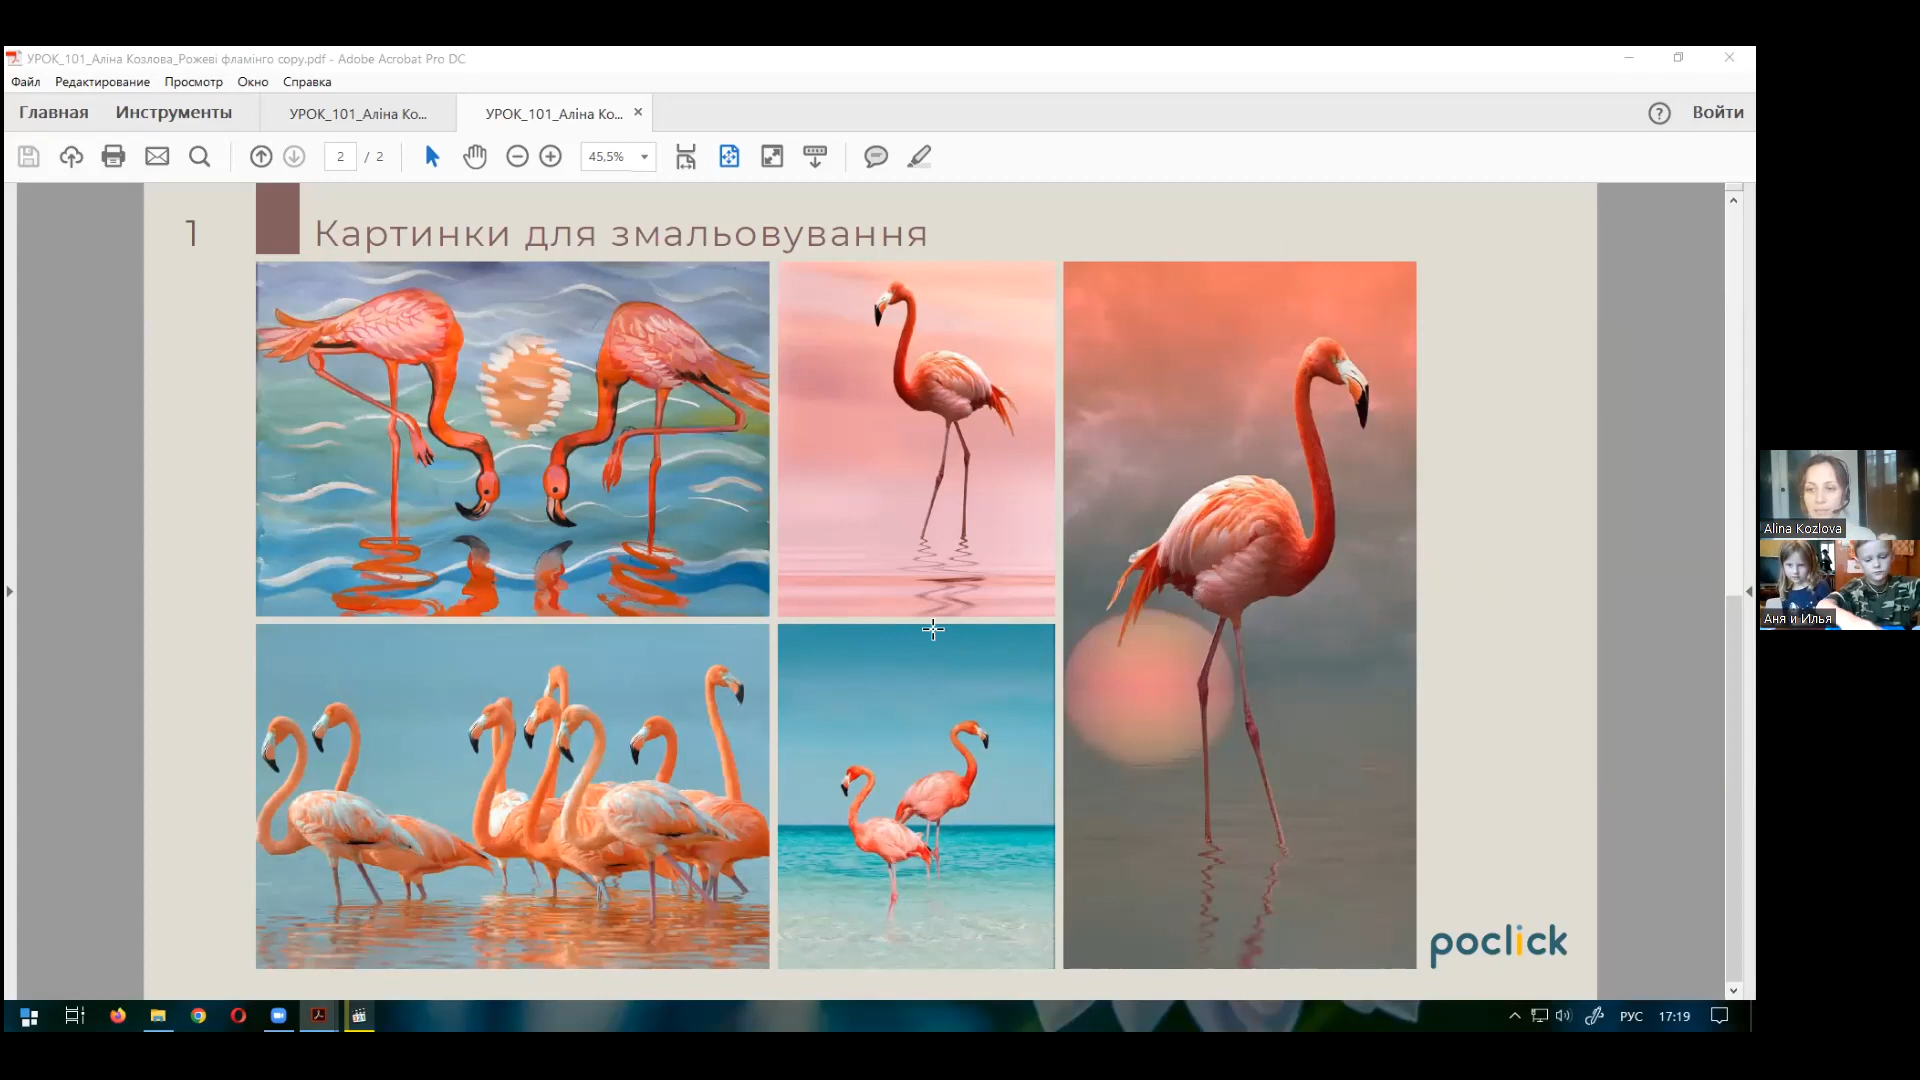 УРОК_101_Аліна Козлова_Рожеві фламінго copy.pdf - Adobe Acrobat Pro DC
Файл Редактирование Просмотр Окно Справка
Главная Инструменты УРОК_101_Аліна Ко... УРОК_101_Аліна Ко... Войти
2 / 2 45,5%
1 Картинки для змальовування
Alina Kozlova
Аня и Илья
poclick
321
РУС 17:19